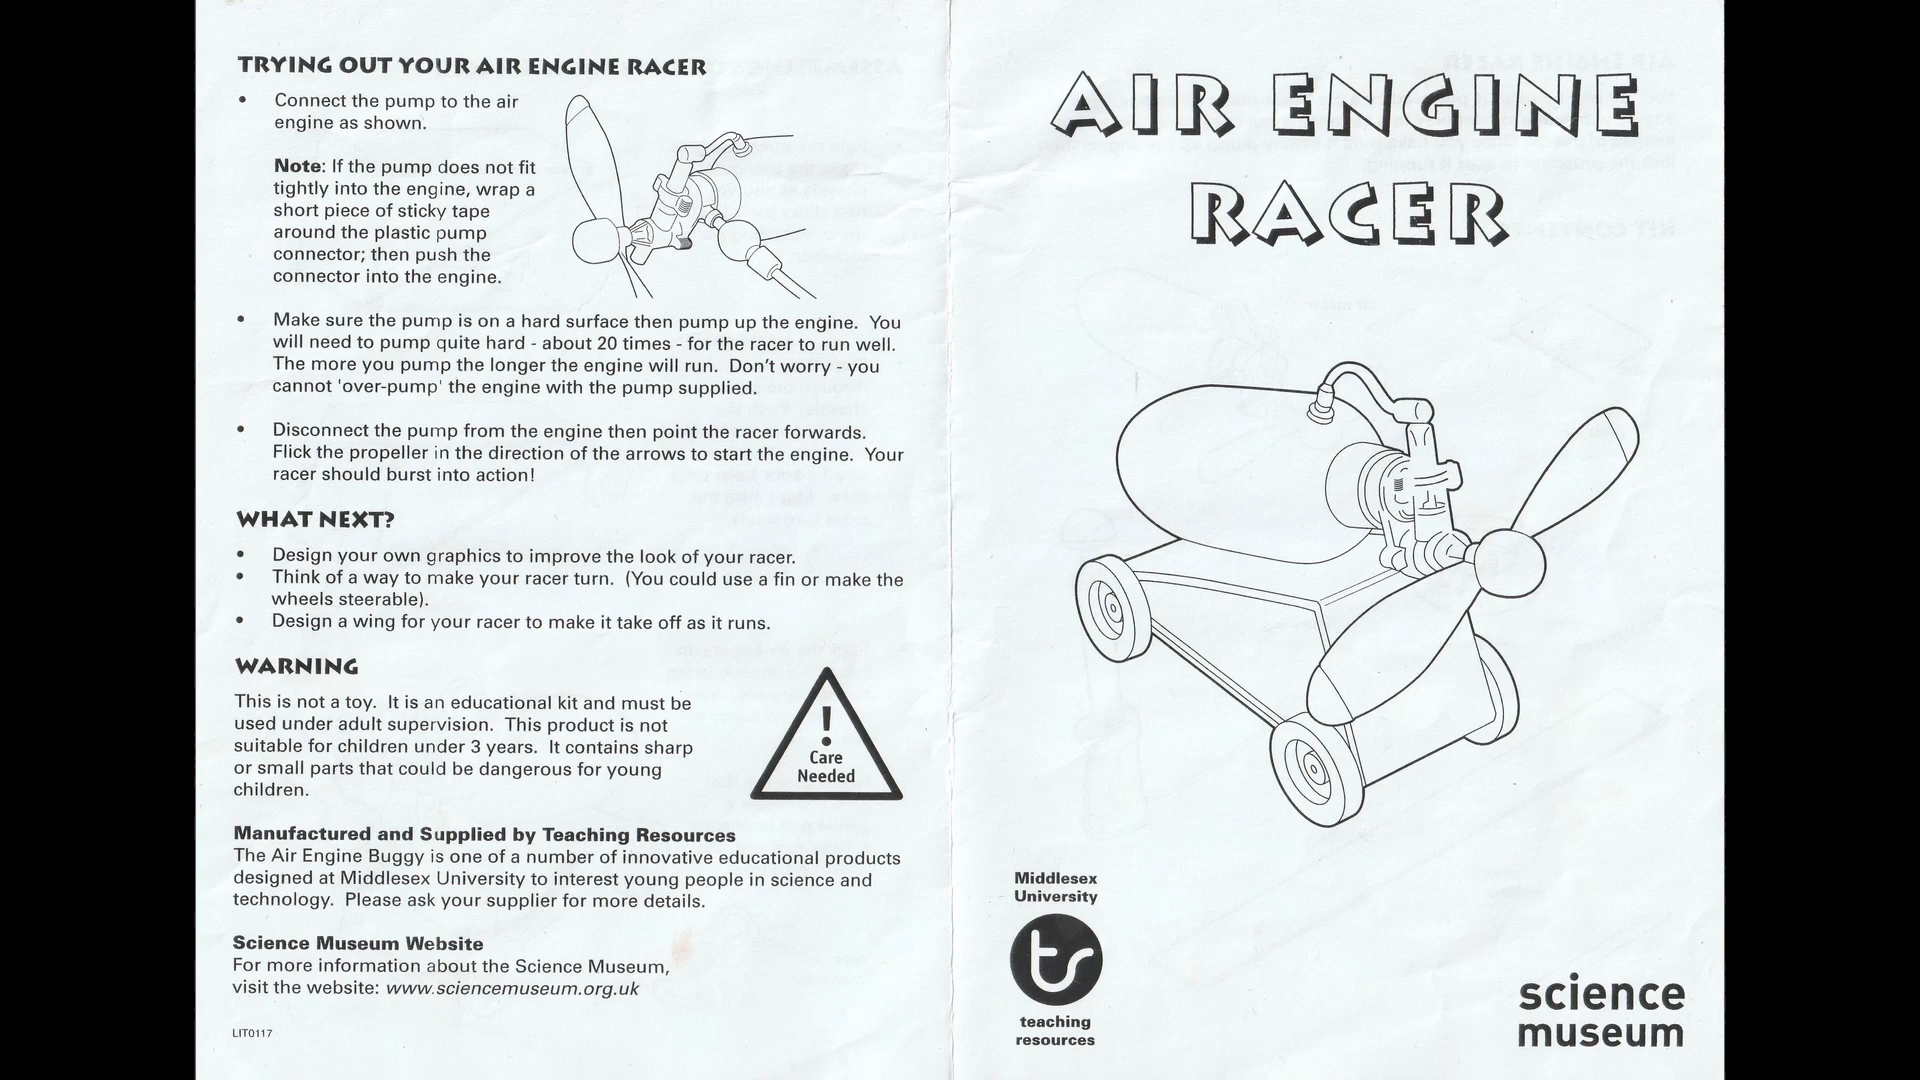 TRYING OUT YOUR AIR ENGINE RACER
• Connect the pump to the air
engine as shown.
Note: If the pump does not fit
tightly into the engine, wrap a
short piece of sticky tape
around the plastic pump
connector; then push the
connector into the engine.
• Make sure the pump is on a hard surface then pump up the engine. You
will need to pump quite hard - about 20 times - for the racer to run well.
The more you pump the longer the engine will run. Don't worry - you
cannot 'over-pump' the engine with the pump supplied.
• Disconnect the pump from the engine then point the racer forwards.
Flick the propeller in the direction of the arrows to start the engine. Your
racer should burst into action!
WHAT NEXT?
• Design your own graphics to improve the look of your racer.
• Think of a way to make your racer turn. (You could use a fin or make the
wheels steerable).
• Design a wing for your racer to make it take off as it runs.
WARNING
This is not a toy. It is an educational kit and must be
used under adult supervision. This product is not
suitable for children under 3 years. It contains sharp
or small parts that could be dangerous for young
children.
!
Care
Needed
Manufactured and Supplied by Teaching Resources
The Air Engine Buggy is one of a number of innovative educational products
designed at Middlesex University to interest young people in science and
technology. Please ask your supplier for more details.
Science Museum Website
For more information about the Science Museum,
visit the website: www.sciencemuseum.org.uk
LIT0117
AIR ENGINE
RACER
Middlesex
University
tr
teaching
resources
science
museum